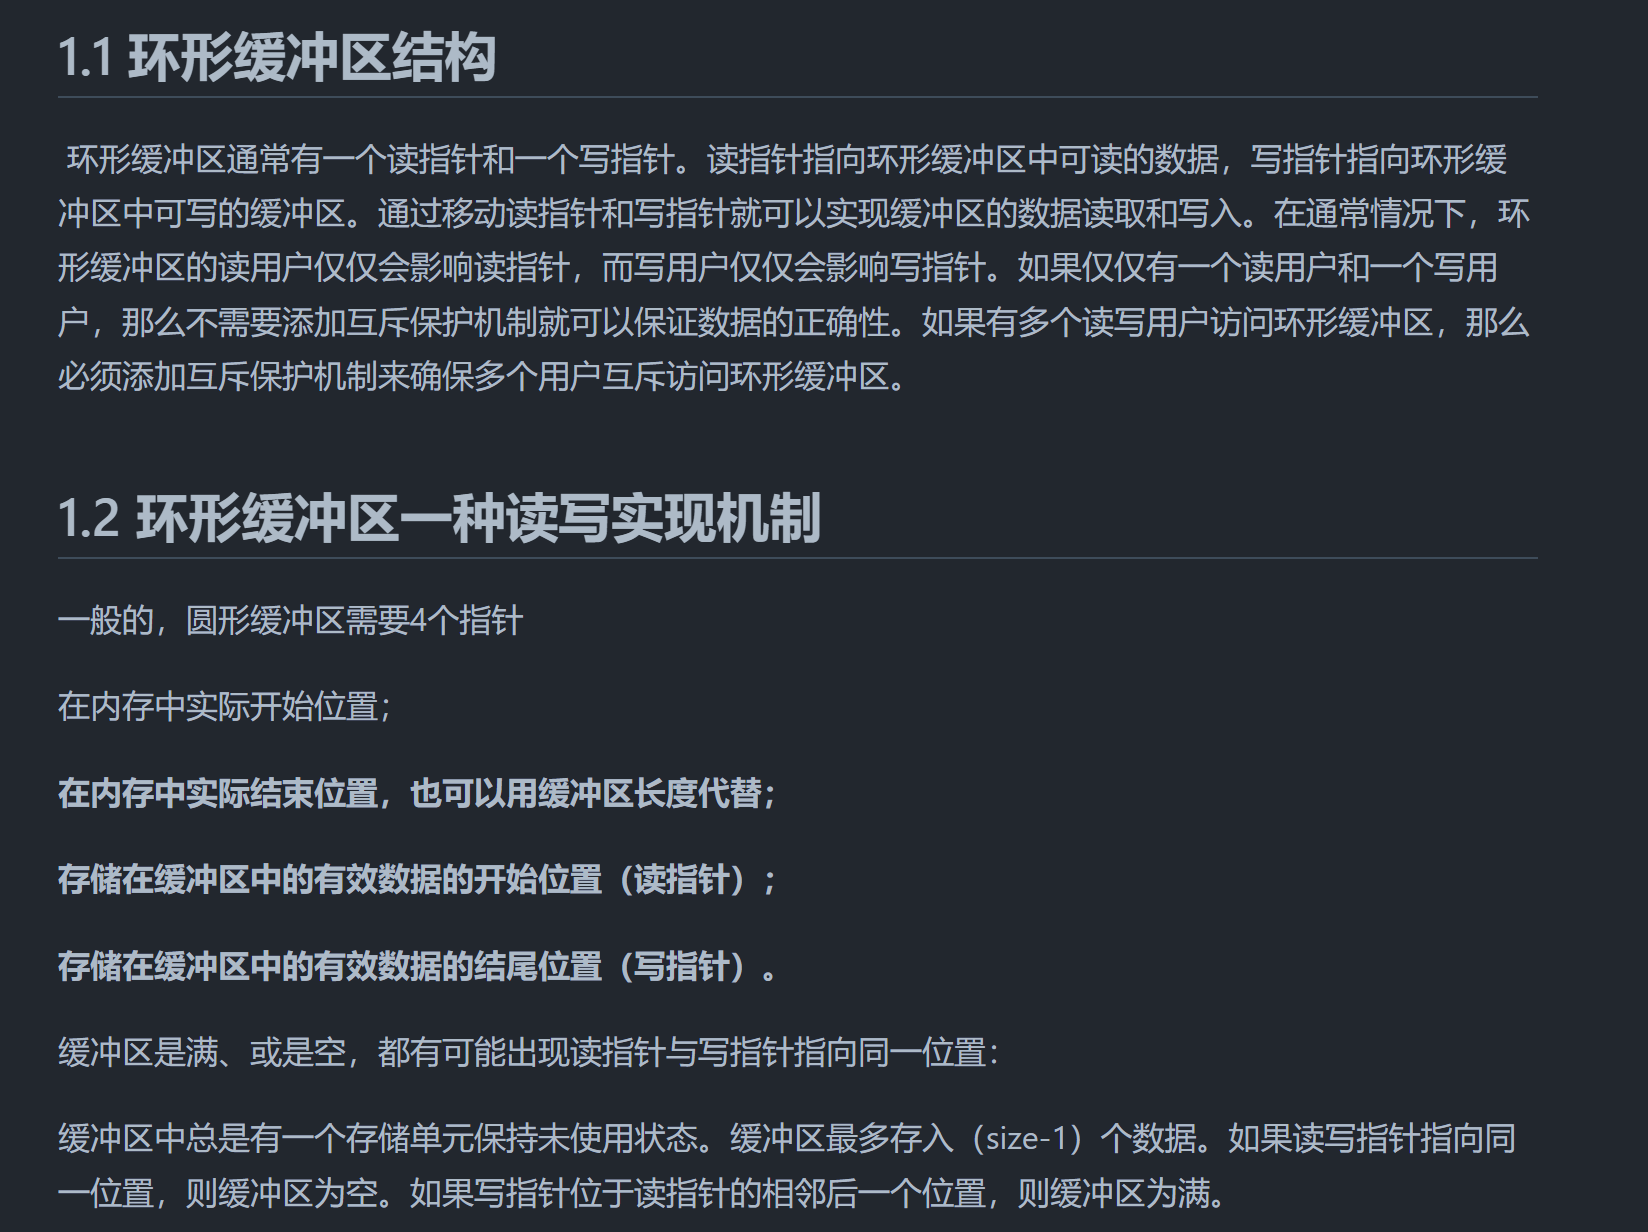 1.1 环形缓冲区结构
环形缓冲区通常有一个读指针和一个写指针。读指针指向环形缓冲区中可读的数据，写指针指向环形缓
冲区中可写的缓冲区。通过移动读指针和写指针就可以实现缓冲区的数据读取和写入。在通常情况下，环
形缓冲区的读用户仅仅会影响读指针，而写用户仅仅会影响写指针。如果仅仅有一个读用户和一个写用
户，那么不需要添加互斥保护机制就可以保证数据的正确性。如果有多个读写用户访问环形缓冲区，那么
必须添加互斥保护机制来确保多个用户互斥访问环形缓冲区。
1.2 环形缓冲区一种读写实现机制
一般的，圆形缓冲区需要4个指针
在内存中实际开始位置；
在内存中实际结束位置，也可以用缓冲区长度代替；
存储在缓冲区中的有效数据的开始位置（读指针）；
存储在缓冲区中的有效数据的结尾位置（写指针）。
缓冲区是满、或是空，都有可能出现读指针与写指针指向同一位置：
缓冲区中总是有一个存储单元保持未使用状态。缓冲区最多存入（size-1）个数据。如果读写指针指向同
一位置，则缓冲区为空。如果写指针位于读指针的相邻后一个位置，则缓冲区为满。